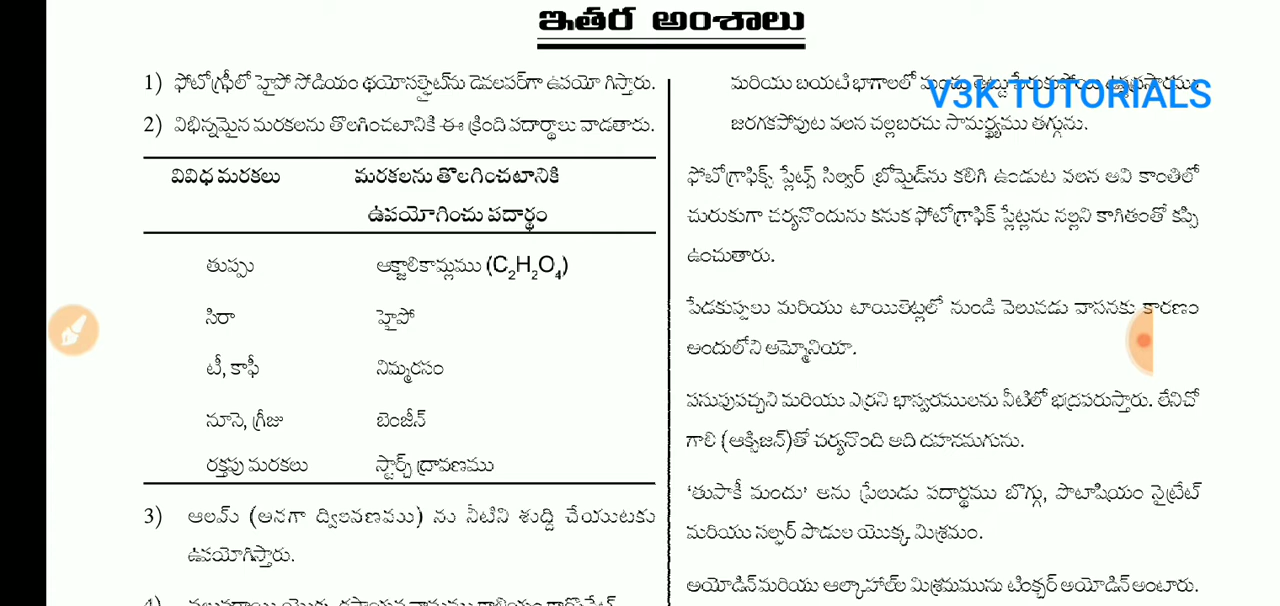 ఇతర అంశాలు
1) ఫోటోగ్రఫీలో హైపో సోడియం థయోసల్ఫైట్‌ను డెవలపర్‌గా ఉపయో గిస్తారు.
2) విభిన్నమైన మరకలను తొలగించటానికి ఈ క్రింది పదార్థాలు వాడతారు.
వివిధ మరకలు మరకలను తొలగించటానికి
ఉపయోగించు పదార్థం
తుప్పు ఆక్జాలికామ్లము (C₂H₂O₄)
సిరా హైపో
టీ, కాఫీ నిమ్మరసం
నూనె, గ్రీజు బెంజీన్
రక్తపు మరకలు స్టార్చ్ ద్రావణము
3) ఆలమ్ (అనగా ద్విలవణము) ను నీటిని శుద్ధి చేయుటకు
ఉపయోగిస్తారు.
4)
మరియు బయటి భాగాలలో మంచు
V3K TUTORIALS
జరగకపోవుట వలన చల్లబరచు సామర్థ్యము తగ్గును.
ఫోటోగ్రాఫిక్స్ ప్లేట్స్ సిల్వర్ బ్రోమైడ్‌ను కలిగి ఉండుట వలన అవి కాంతిలో
చురుకుగా చర్యనొందును కనుక ఫోటోగ్రాఫిక్ ప్లేట్లను నల్లని కాగితంతో కప్పి
ఉంచుతారు.
పేడకుప్పలు మరియు టాయిలెట్లలో నుండి వెలువడు వాసనకు కారణం
అందులోని అమ్మోనియా.
పసుపుపచ్చని మరియు ఎర్రని భాస్వరములను నీటిలో భద్రపరుస్తారు. లేనిచో
గాలి (ఆక్సిజన్)తో చర్యనొంది అది దహనమగును.
'తుపాకీ మందు' అను ప్రేలుడు పదార్థము బొగ్గు, పొటాషియం నైట్రేట్
మరియు సల్ఫర్ పొడుల యొక్క మిశ్రమం.
అయోడిన్ మరియు ఆల్కాహాల్‌ల మిశ్రమమును టింక్చర్ అయోడిన్ అంటారు.